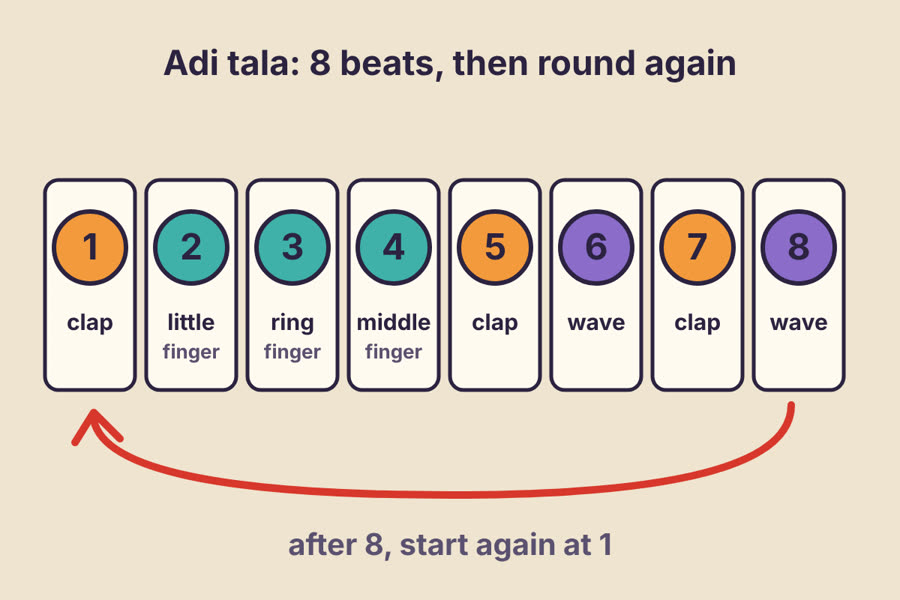 Adi tala: 8 beats, then round again
1 2 3 4 5 6 7 8
clap little ring middle clap wave clap wave
finger finger finger
after 8, start again at 1